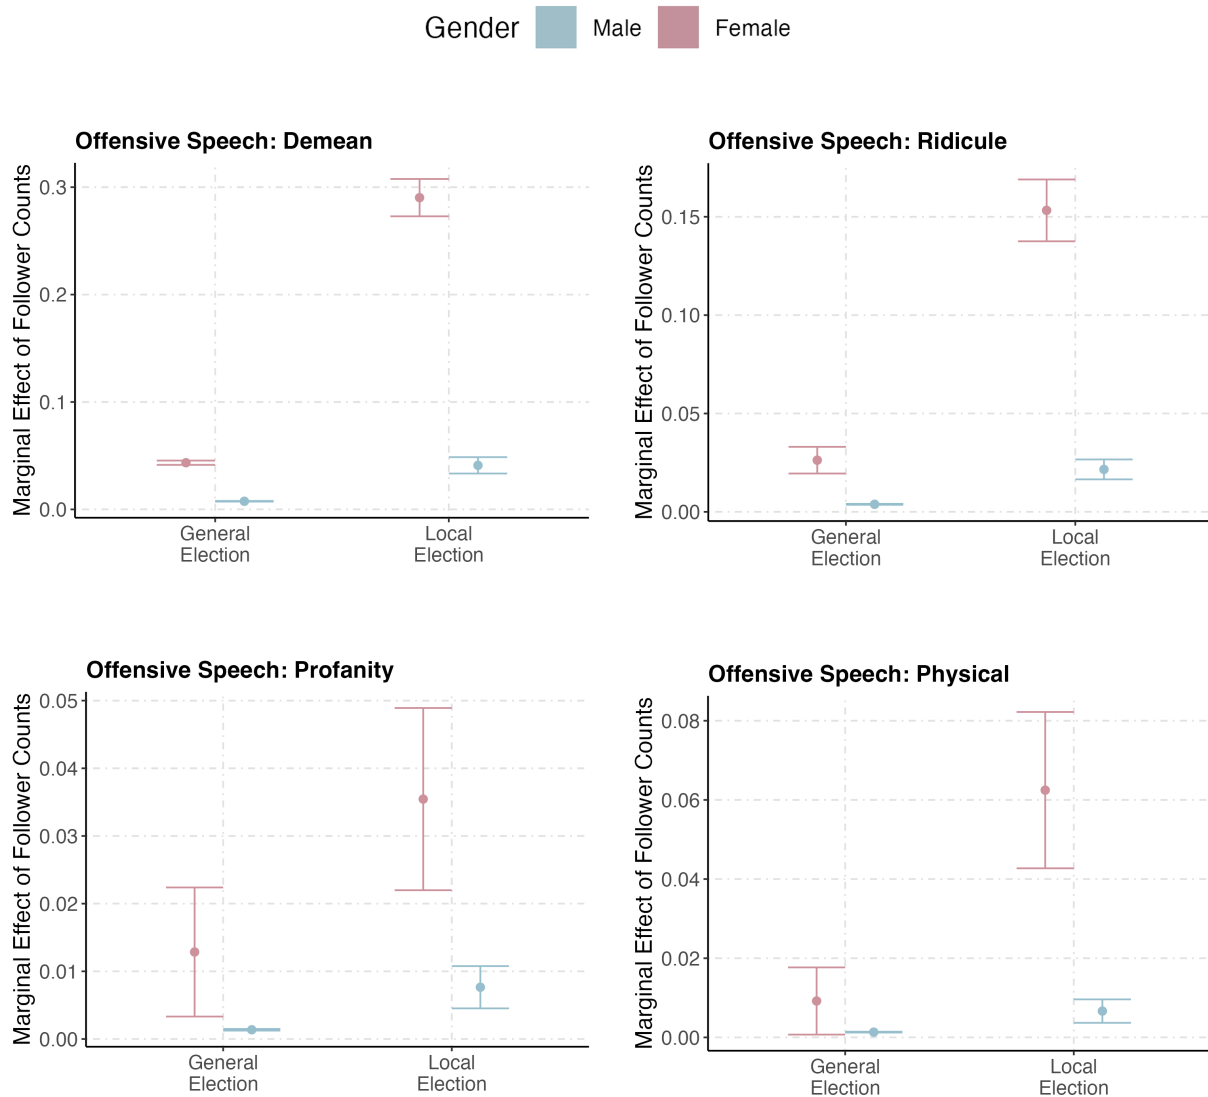 Gender Male Female
Offensive Speech: Demean
Marginal Effect of Follower Counts
0.3
0.2
0.1
0.0
General
Election
Local
Election
Offensive Speech: Ridicule
Marginal Effect of Follower Counts
0.15
0.10
0.05
0.00
General
Election
Local
Election
Offensive Speech: Profanity
Marginal Effect of Follower Counts
0.05
0.04
0.03
0.02
0.01
0.00
General
Election
Local
Election
Offensive Speech: Physical
Marginal Effect of Follower Counts
0.08
0.06
0.04
0.02
0.00
General
Election
Local
Election